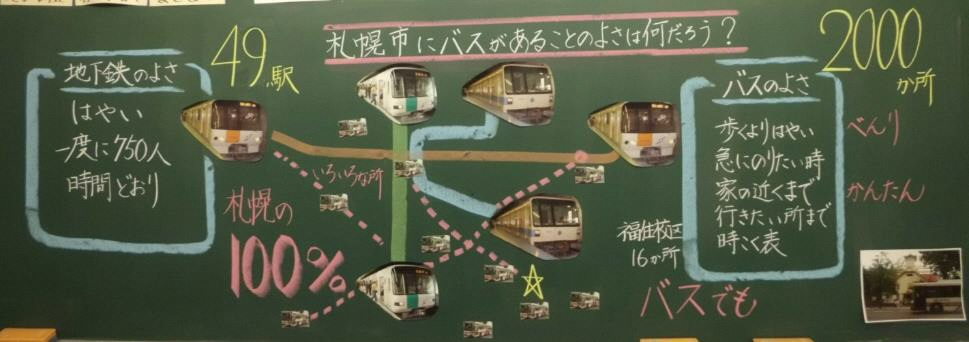 札幌市にバスがあることのよさは何だろう？
地下鉄のよさ
はやい
一度に750人
時間どおり
49駅
札幌の
100%
いろいろな所
2000
か所
バスのよさ
歩くよりはやい
急にのりたい時
家の近くまで
行きたい所まで
時こく表
べんり
かんたん
福住校区
16か所
バスでも